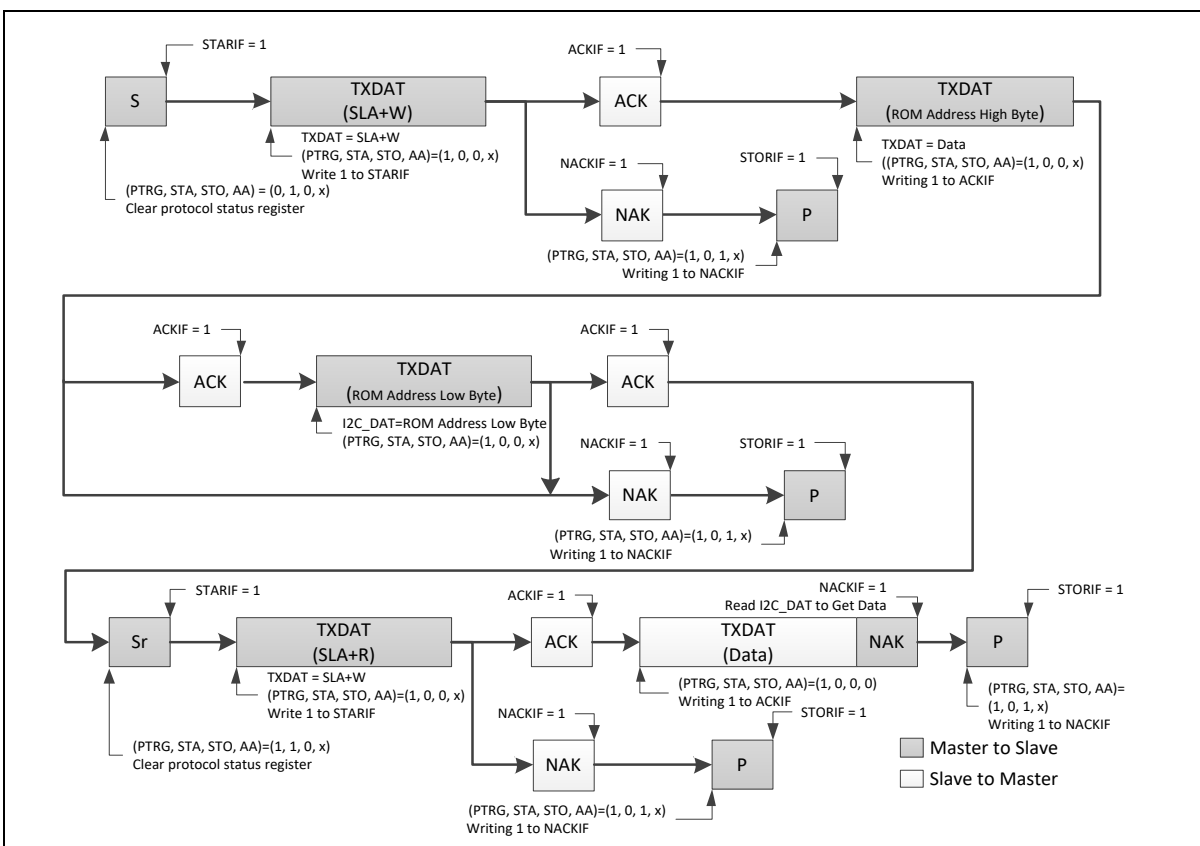 STARIF = 1
ACKIF = 1
S
TXDAT
(SLA+W)
ACK
TXDAT
(ROM Address High Byte)
TXDAT = SLA+W
(PTRG, STA, STO, AA)=(1, 0, 0, x)
Write 1 to STARIF
TXDAT = Data
((PTRG, STA, STO, AA)=(1, 0, 0, x)
Writing 1 to ACKIF
NACKIF = 1
STORIF = 1
(PTRG, STA, STO, AA) = (0, 1, 0, x)
Clear protocol status register
NAK
P
(PTRG, STA, STO, AA)=(1, 0, 1, x)
Writing 1 to NACKIF
ACKIF = 1
ACKIF = 1
ACK
TXDAT
(ROM Address Low Byte)
ACK
I2C_DAT=ROM Address Low Byte
(PTRG, STA, STO, AA)=(1, 0, 0, x)
NACKIF = 1
STORIF = 1
NAK
P
(PTRG, STA, STO, AA)=(1, 0, 1, x)
Writing 1 to NACKIF
STARIF = 1
ACKIF = 1
NACKIF = 1
Read I2C_DAT to Get Data
STORIF = 1
Sr
TXDAT
(SLA+R)
ACK
TXDAT
(Data)
NAK
P
TXDAT = SLA+W
(PTRG, STA, STO, AA)=(1, 0, 0, x)
Write 1 to STARIF
(PTRG, STA, STO, AA)=(1, 0, 0, 0)
Writing 1 to ACKIF
(PTRG, STA, STO, AA)=
(1, 0, 1, x)
Writing 1 to NACKIF
NACKIF = 1
STORIF = 1
(PTRG, STA, STO, AA)=(1, 1, 0, x)
Clear protocol status register
NAK
P
(PTRG, STA, STO, AA)=(1, 0, 1, x)
Writing 1 to NACKIF
Master to Slave
Slave to Master